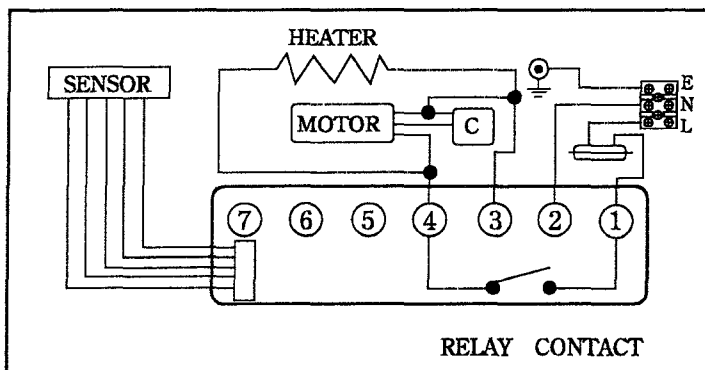 HEATER
SENSOR
MOTOR
C
E
N
L
7 6 5 4 3 2 1
RELAY CONTACT